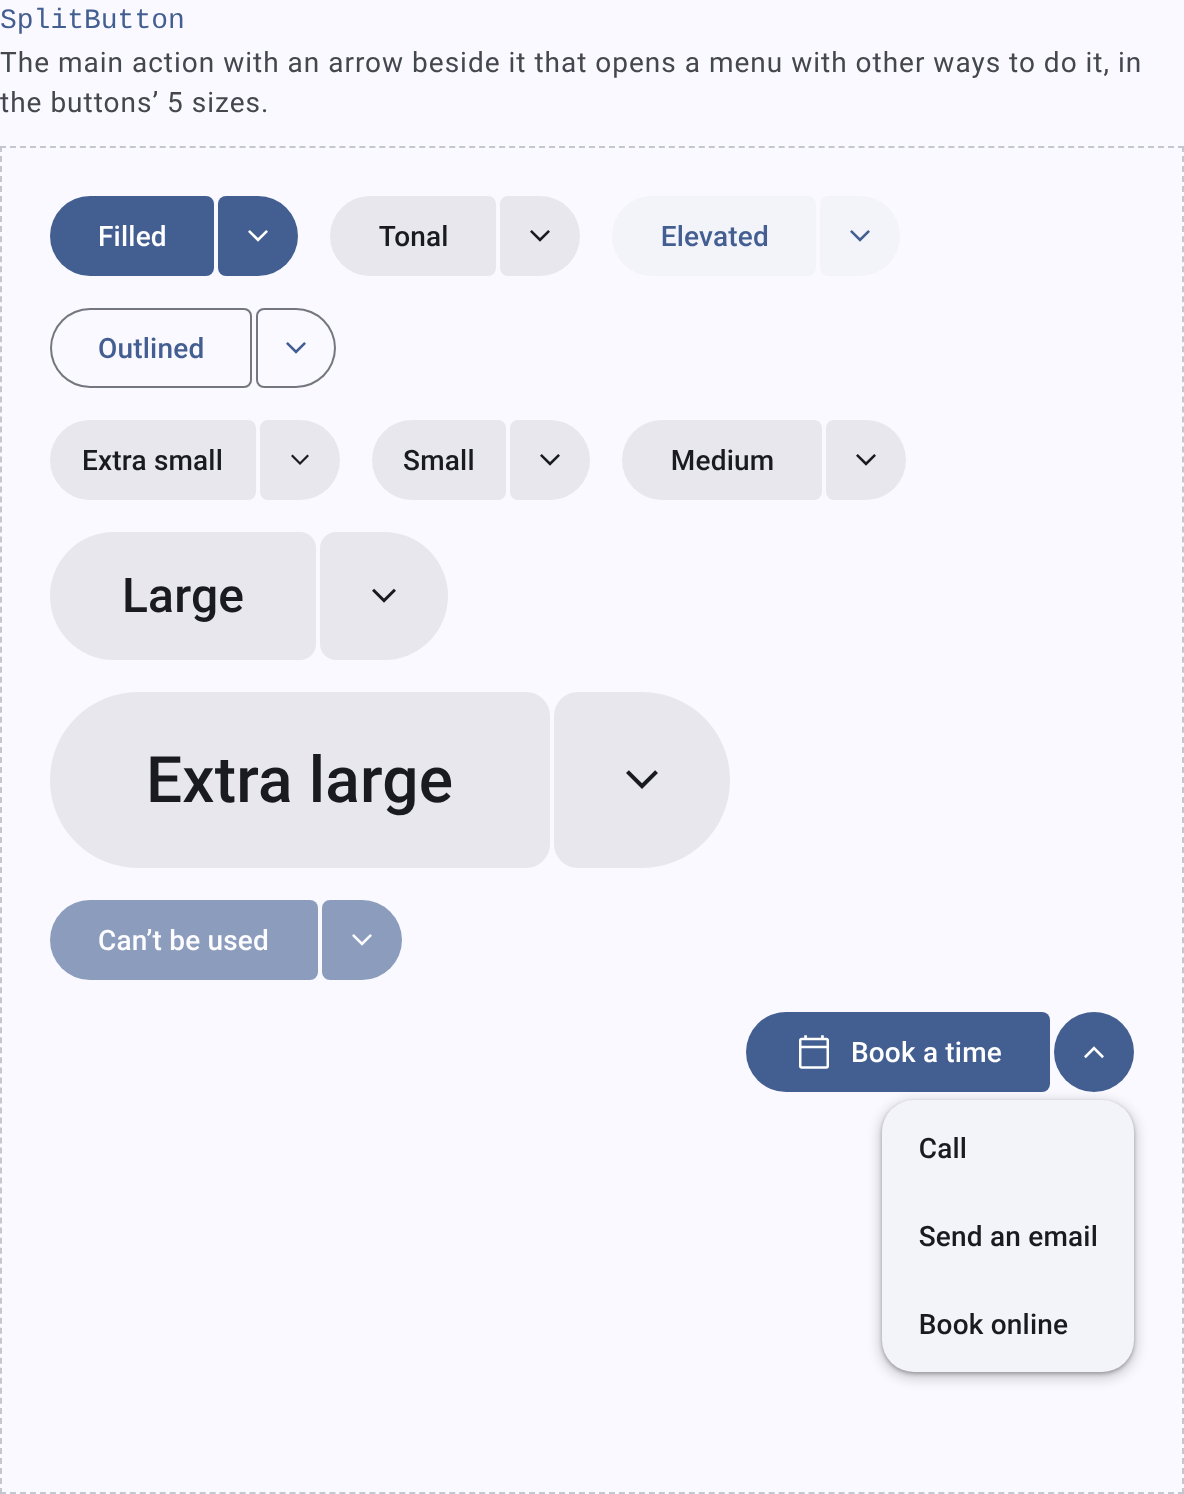 SplitButton
The main action with an arrow beside it that opens a menu with other ways to do it, in
the buttons’ 5 sizes.
Filled
Tonal
Elevated
Outlined
Extra small
Small
Medium
Large
Extra large
Can’t be used
Book a time
Call
Send an email
Book online